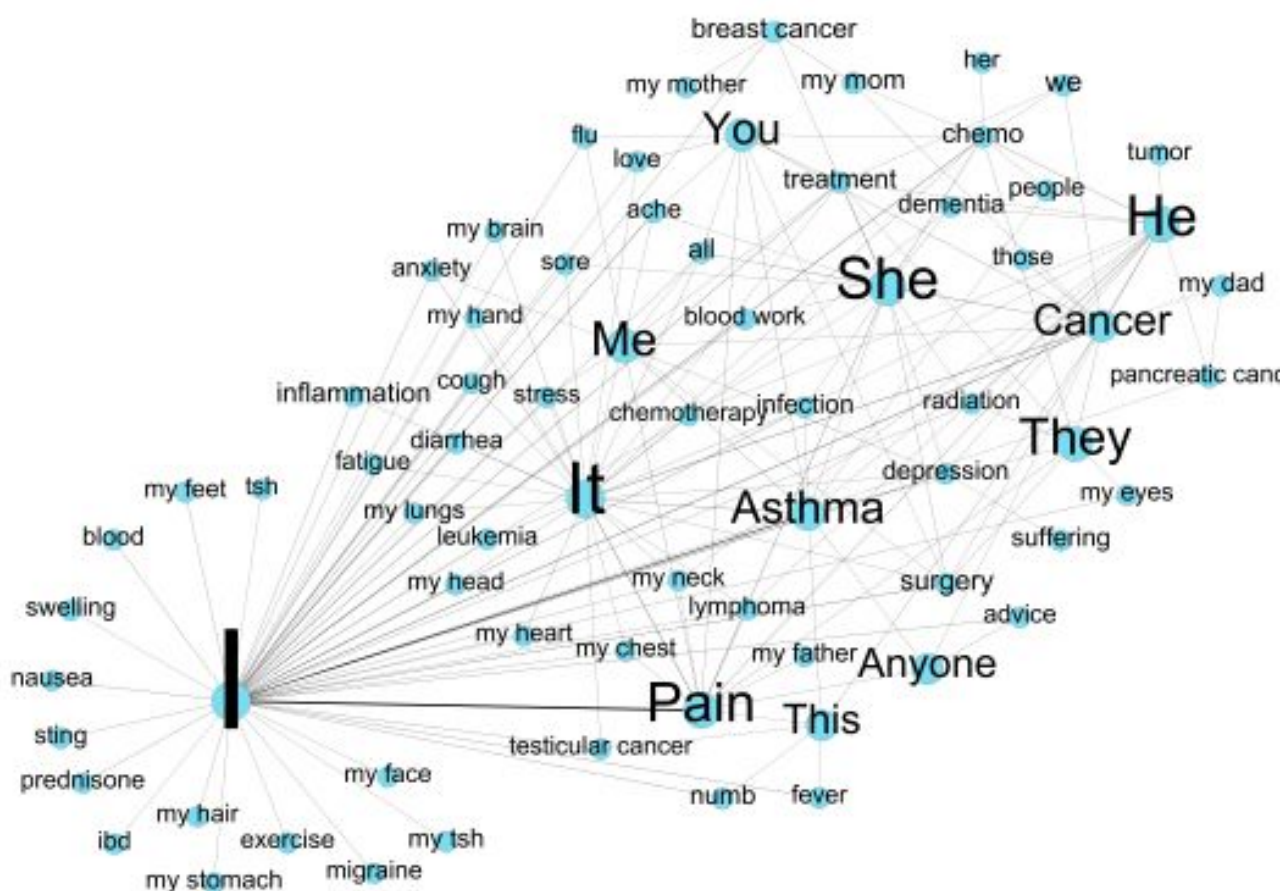 breast cancer
her
my mother
my mom
we
flu
You
chemo
love
tumor
treatment
people
ache
dementia
He
my brain
all
those
anxiety
sore
She
my dad
my hand
blood work
Cancer
Me
pancreatic canc
inflammation
cough
stress
chemotherapy
infection
radiation
They
diarrhea
fatigue
depression
my feet
tsh
It
Asthma
my eyes
my lungs
blood
leukemia
suffering
my head
my neck
surgery
swelling
lymphoma
advice
my heart
my chest
my father
Anyone
nausea
I
Pain
This
sting
testicular cancer
prednisone
my face
numb
fever
my hair
ibd
exercise
my tsh
my stomach
migraine